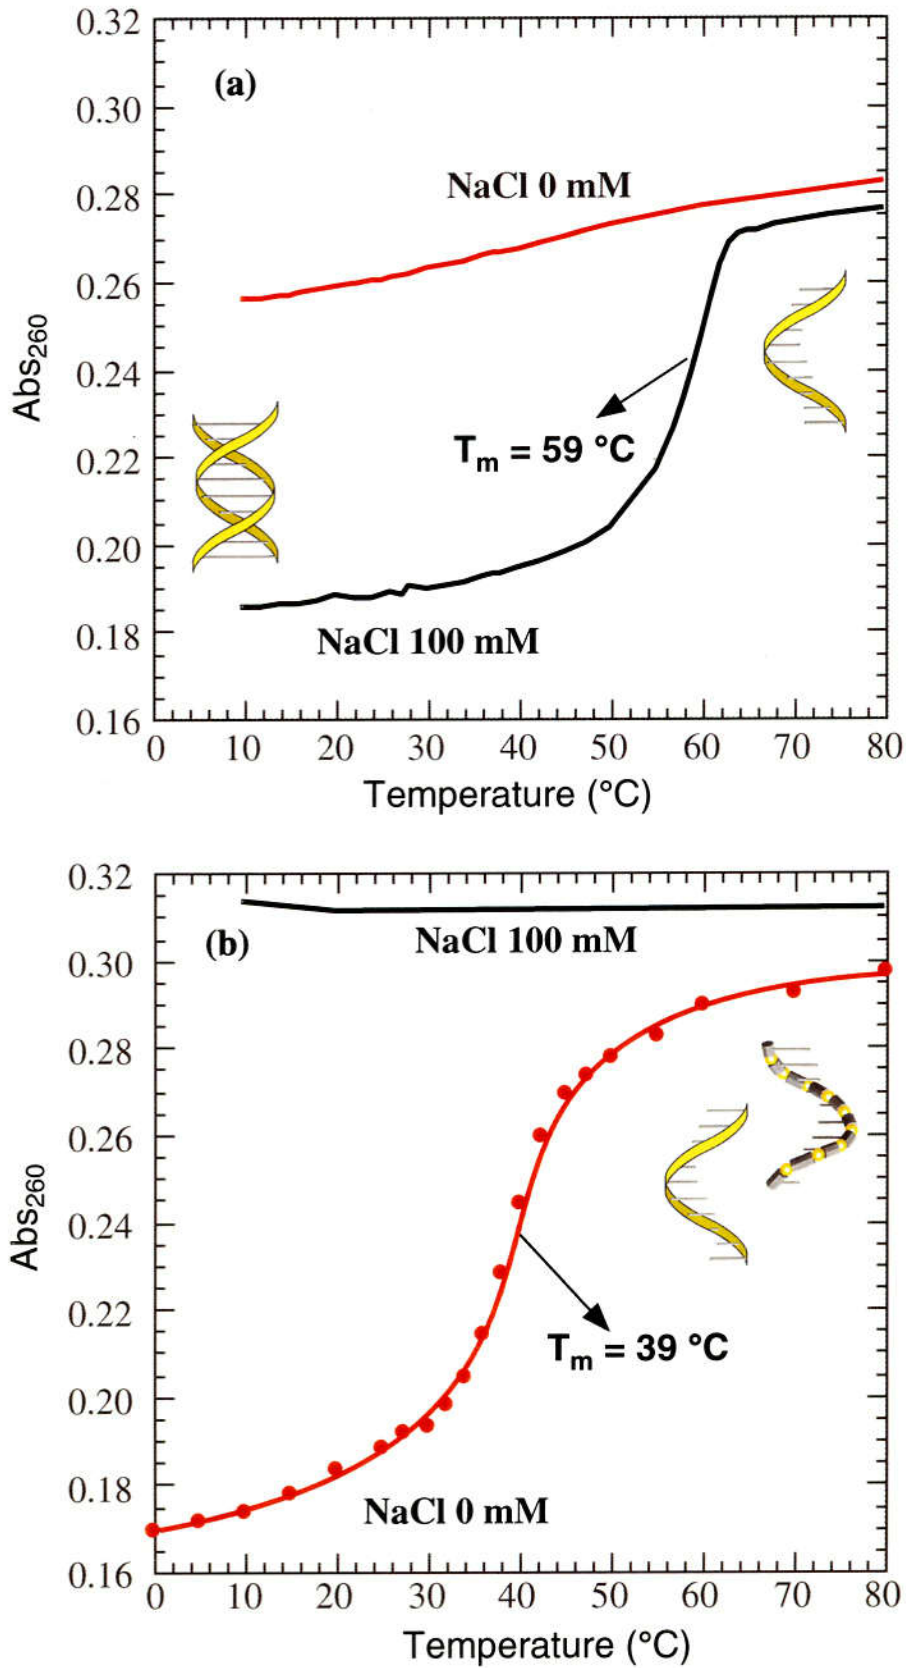 0.32
(a)
0.30
NaCl 0 mM
0.28
0.26
0.24
Abs260
Tm = 59 °C
0.22
0.20
0.18
NaCl 100 mM
0.16
0 10 20 30 40 50 60 70 80
Temperature (°C)
0.32
(b)
NaCl 100 mM
0.30
0.28
0.26
0.24
Abs260
0.22
Tm = 39 °C
0.20
0.18
NaCl 0 mM
0.16
0 10 20 30 40 50 60 70 80
Temperature (°C)